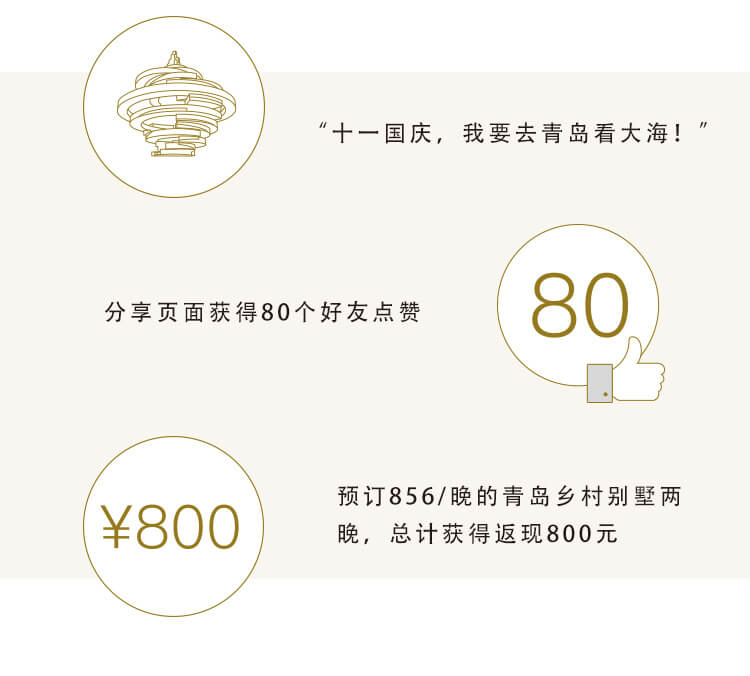 “十一国庆，我要去青岛看大海！”
分享页面获得80个好友点赞
80
¥800
预订856/晚的青岛乡村别墅两
晚，总计获得返现800元